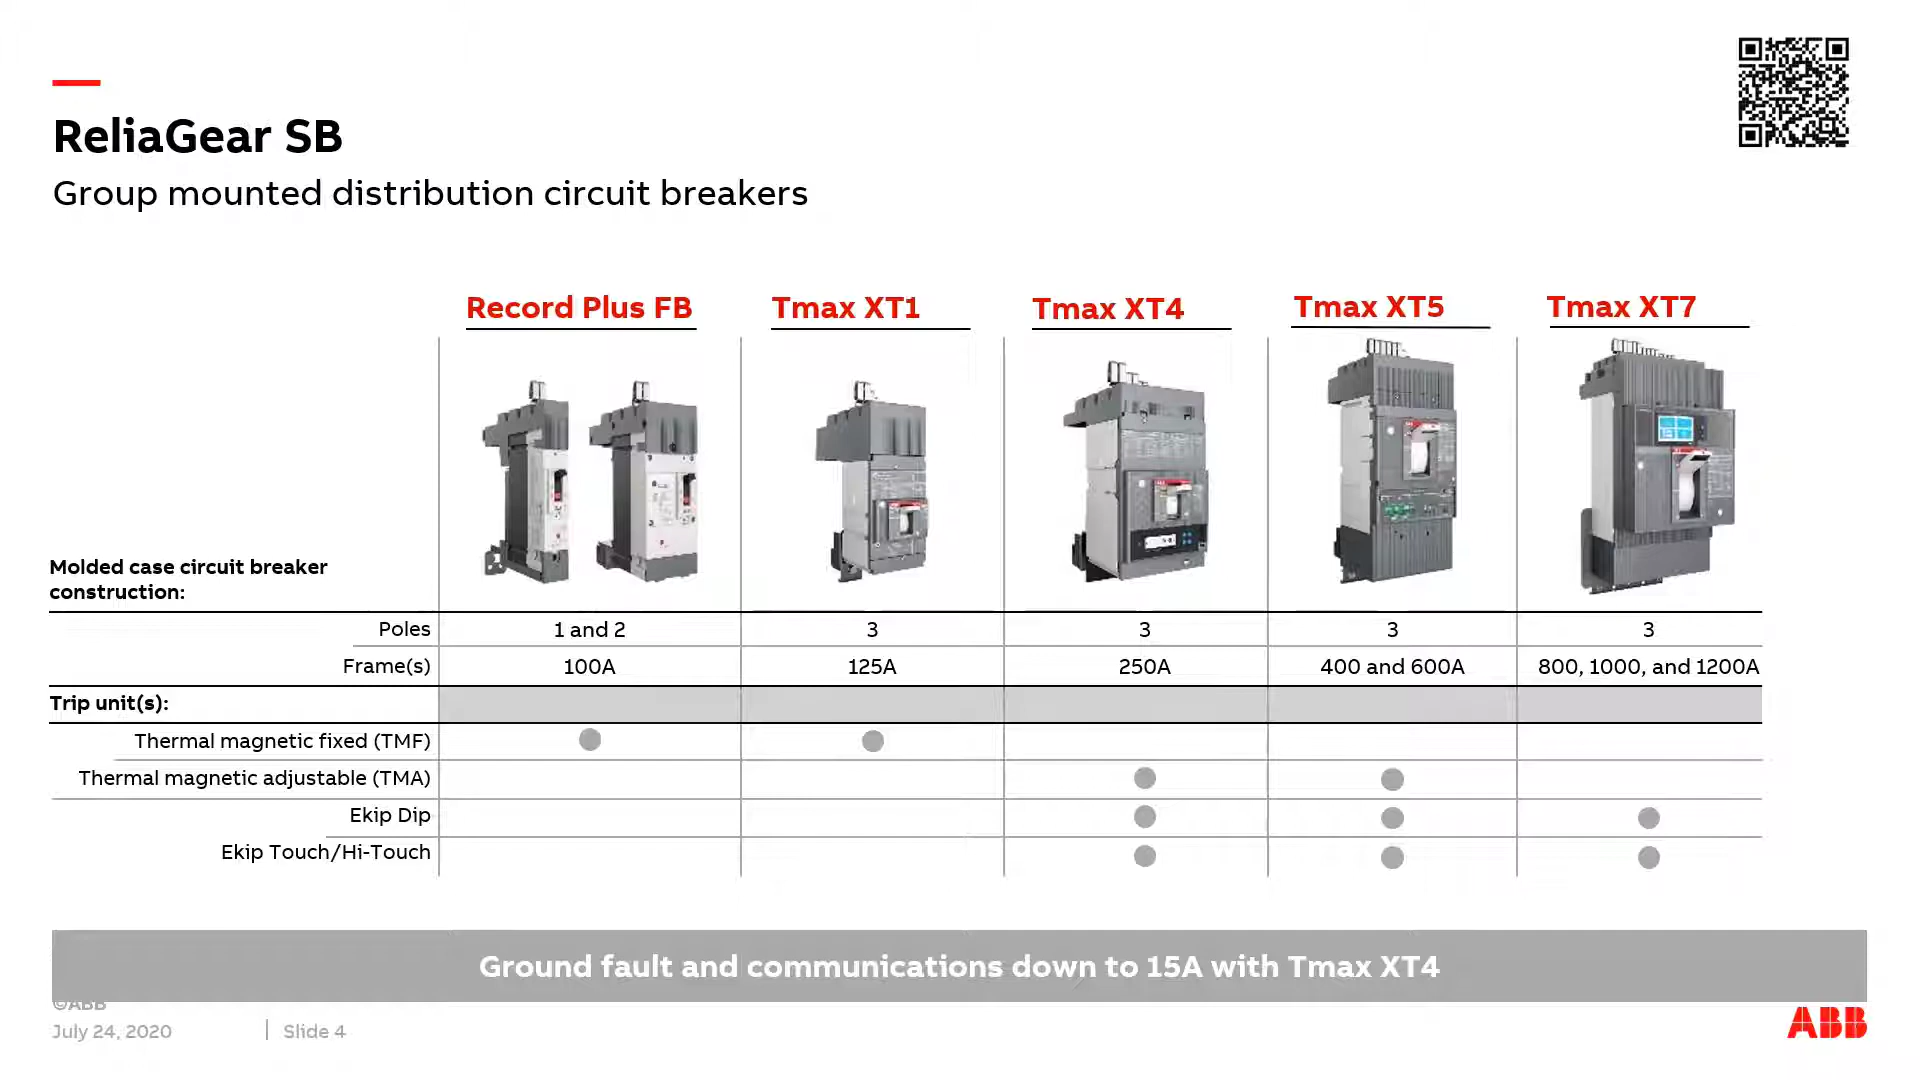 ReliaGear SB
Group mounted distribution circuit breakers
Record Plus FB Tmax XT1 Tmax XT4 Tmax XT5 Tmax XT7
Molded case circuit breaker
construction:
Poles 1 and 2 3 3 3 3
Frame(s) 100A 125A 250A 400 and 600A 800, 1000, and 1200A
Trip unit(s):
Thermal magnetic fixed (TMF)
Thermal magnetic adjustable (TMA)
Ekip Dip
Ekip Touch/Hi-Touch
Ground fault and communications down to 15A with Tmax XT4
©ABB
July 24, 2020 Slide 4
ABB